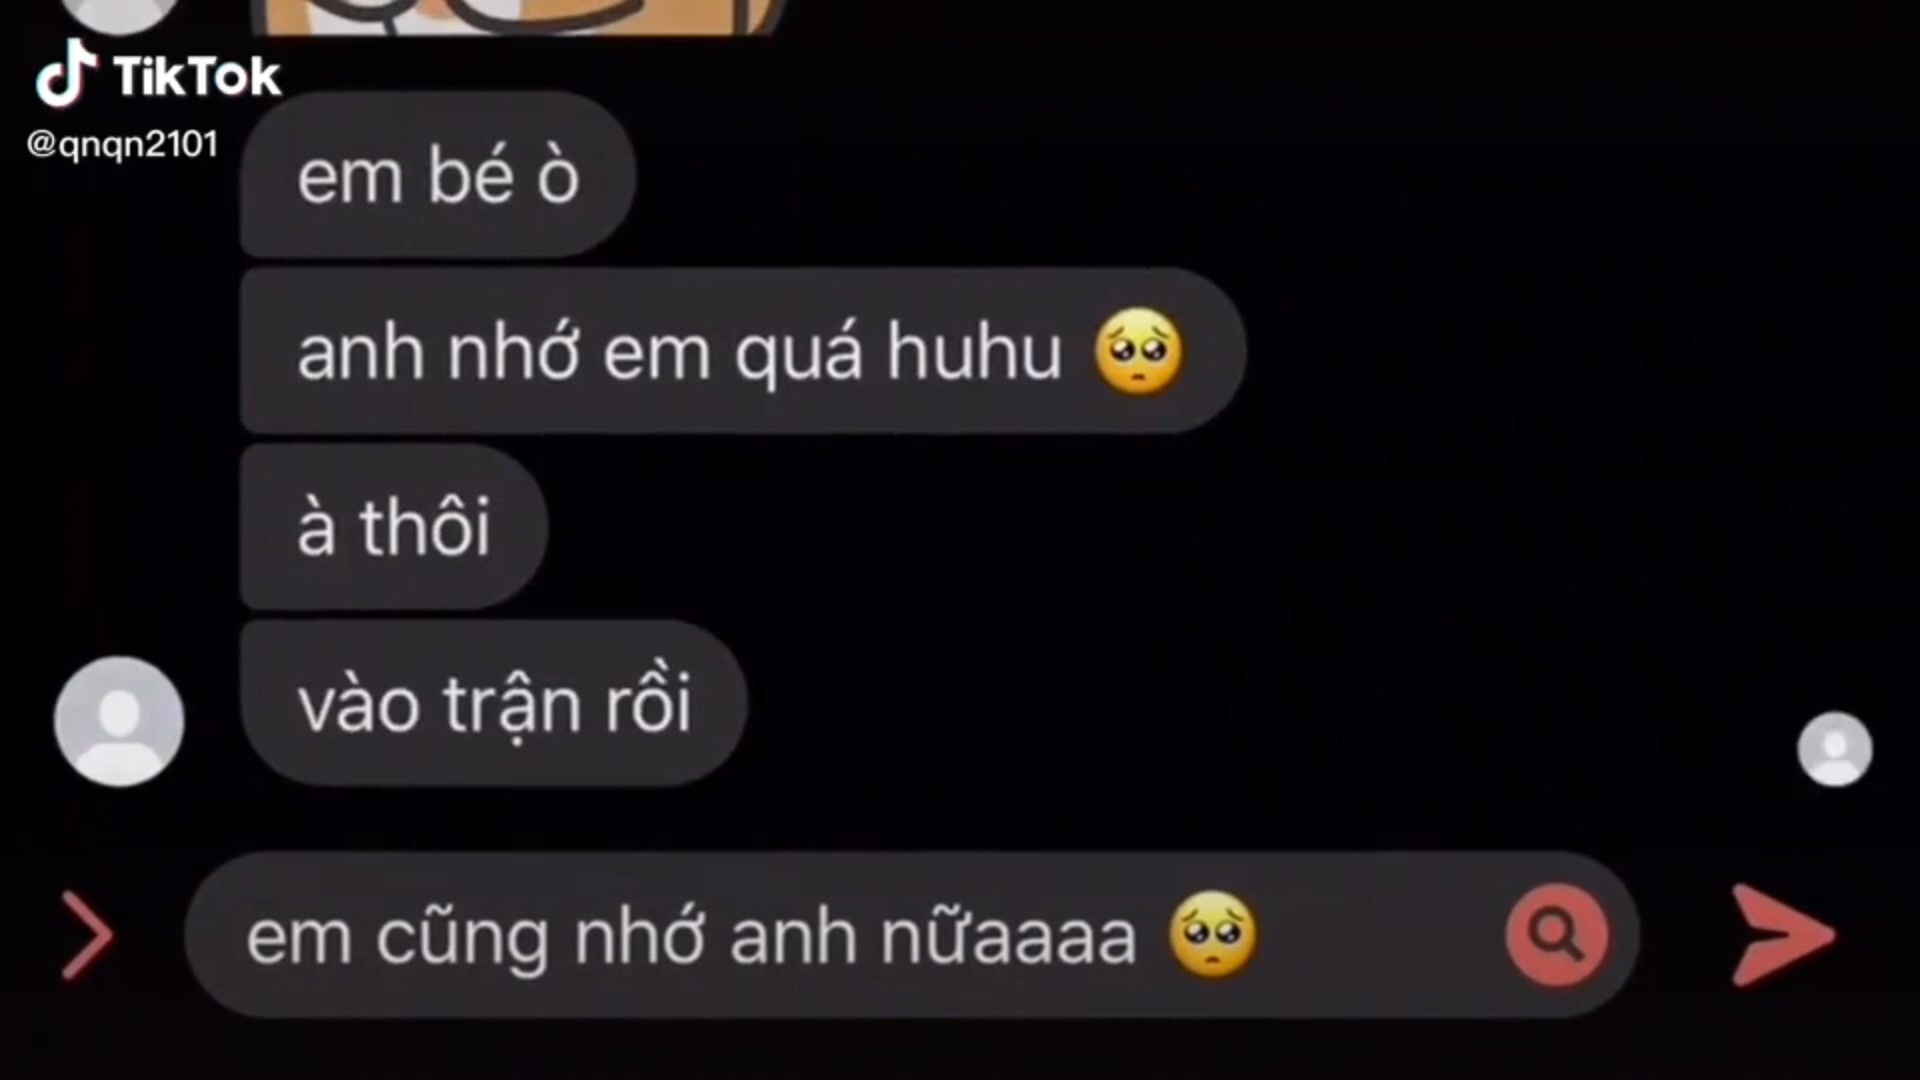 TikTok
@qnqn2101
em bé ò
anh nhớ em quá huhu 🥺
à thôi
vào trận rồi
em cũng nhớ anh nữaaaa 🥺